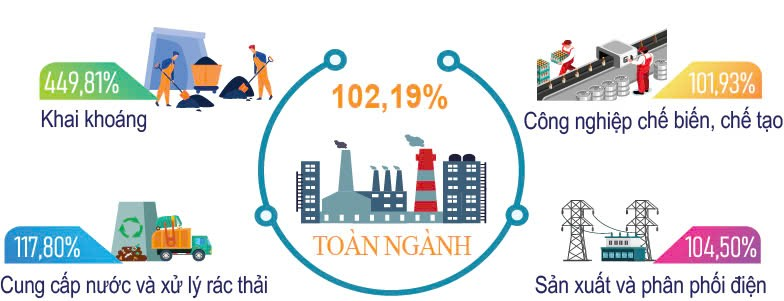 449,81%
Khai khoáng
102,19%
101,93%
Công nghiệp chế biến, chế tạo
117,80%
Cung cấp nước và xử lý rác thải
TOÀN NGÀNH
104,50%
Sản xuất và phân phối điện